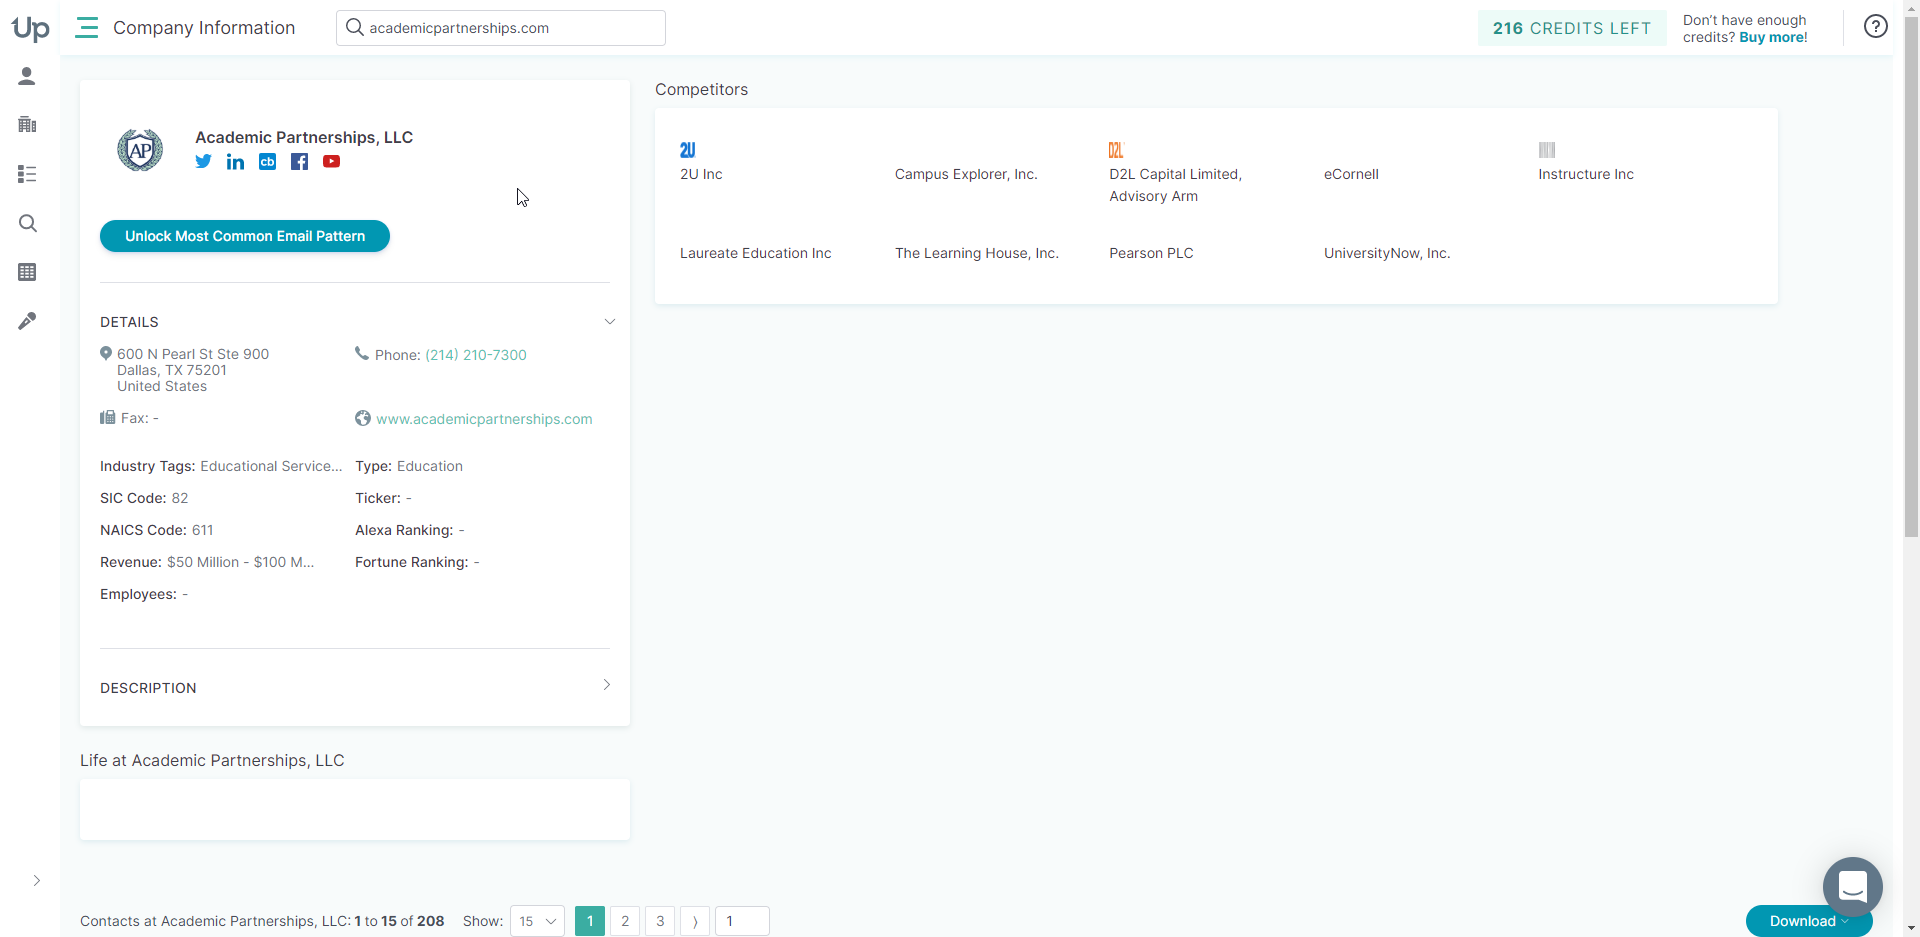 Up
Company Information
academicpartnerships.com
216 CREDITS LEFT
Don't have enough
credits? Buy more!
?
AP
Academic Partnerships, LLC
cb
Unlock Most Common Email Pattern
DETAILS
600 N Pearl St Ste 900
Dallas, TX 75201
United States
Phone: (214) 210-7300
Fax: -
www.academicpartnerships.com
Industry Tags: Educational Service...
Type: Education
SIC Code: 82
Ticker: -
NAICS Code: 611
Alexa Ranking: -
Revenue: $50 Million - $100 M...
Fortune Ranking: -
Employees: -
DESCRIPTION
Life at Academic Partnerships, LLC
Competitors
2U
2U Inc
Campus Explorer, Inc.
D2L
D2L Capital Limited,
Advisory Arm
eCornell
Instructure Inc
Laureate Education Inc
The Learning House, Inc.
Pearson PLC
UniversityNow, Inc.
Contacts at Academic Partnerships, LLC: 1 to 15 of 208
Show: 15
1 2 3 1
Download